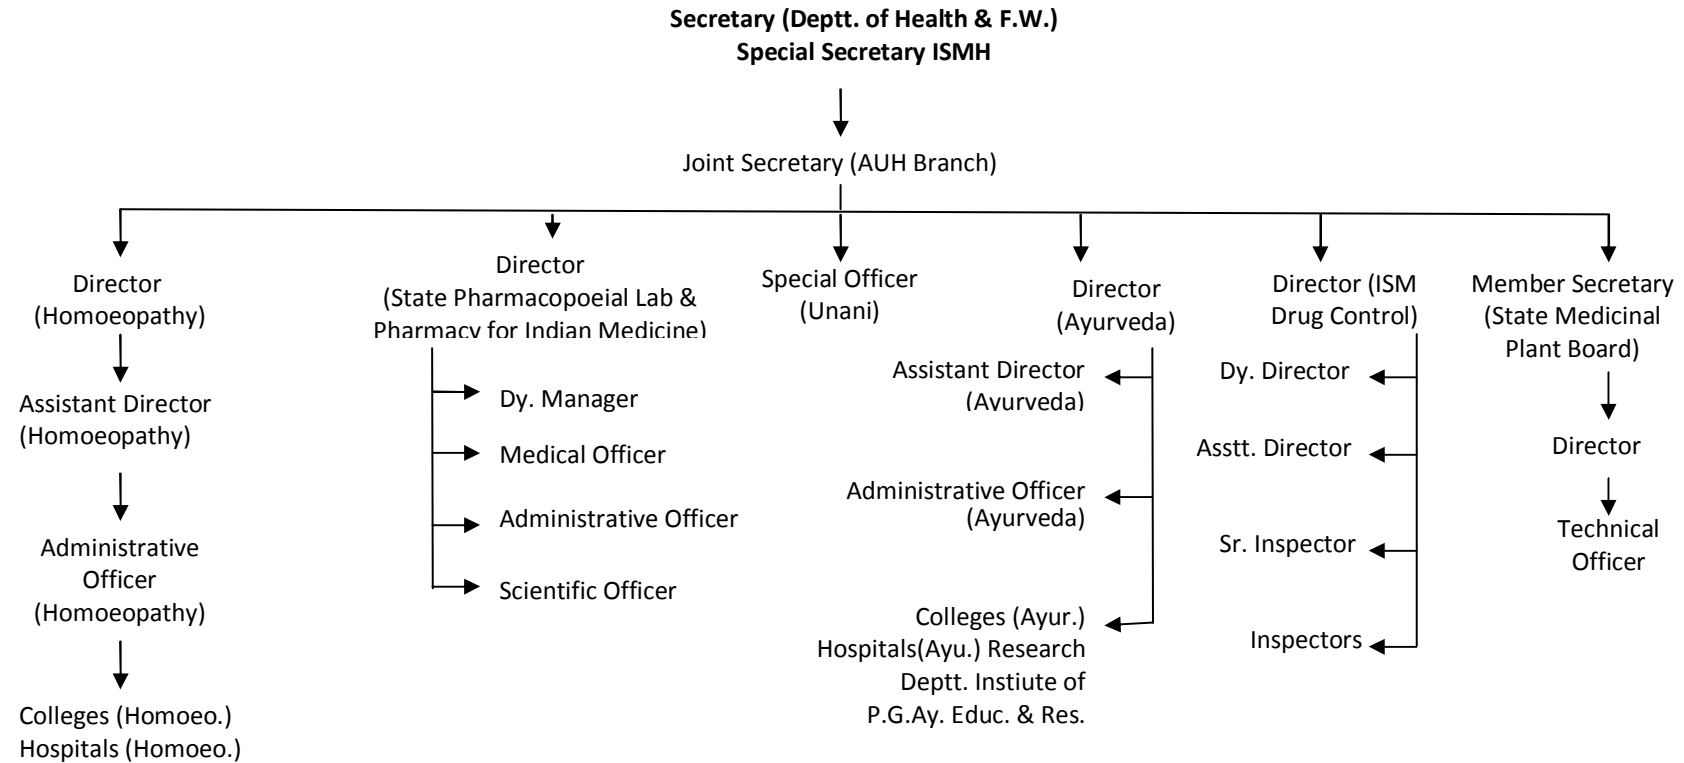 Secretary (Deptt. of Health & F.W.)
Special Secretary ISMH
Joint Secretary (AUH Branch)
Director
(Homoeopathy)
Assistant Director
(Homoeopathy)
Administrative
Officer
(Homoeopathy)
Colleges (Homoeo.)
Hospitals (Homoeo.)
Director
(State Pharmacopoeial Lab &
Pharmacy for Indian Medicine)
Dy. Manager
Medical Officer
Administrative Officer
Scientific Officer
Special Officer
(Unani)
Director
(Ayurveda)
Assistant Director
(Ayurveda)
Administrative Officer
(Ayurveda)
Colleges (Ayur.)
Hospitals(Ayu.) Research
Deptt. Instiute of
P.G.Ay. Educ. & Res.
Director (ISM
Drug Control)
Dy. Director
Asstt. Director
Sr. Inspector
Inspectors
Member Secretary
(State Medicinal
Plant Board)
Director
Technical
Officer